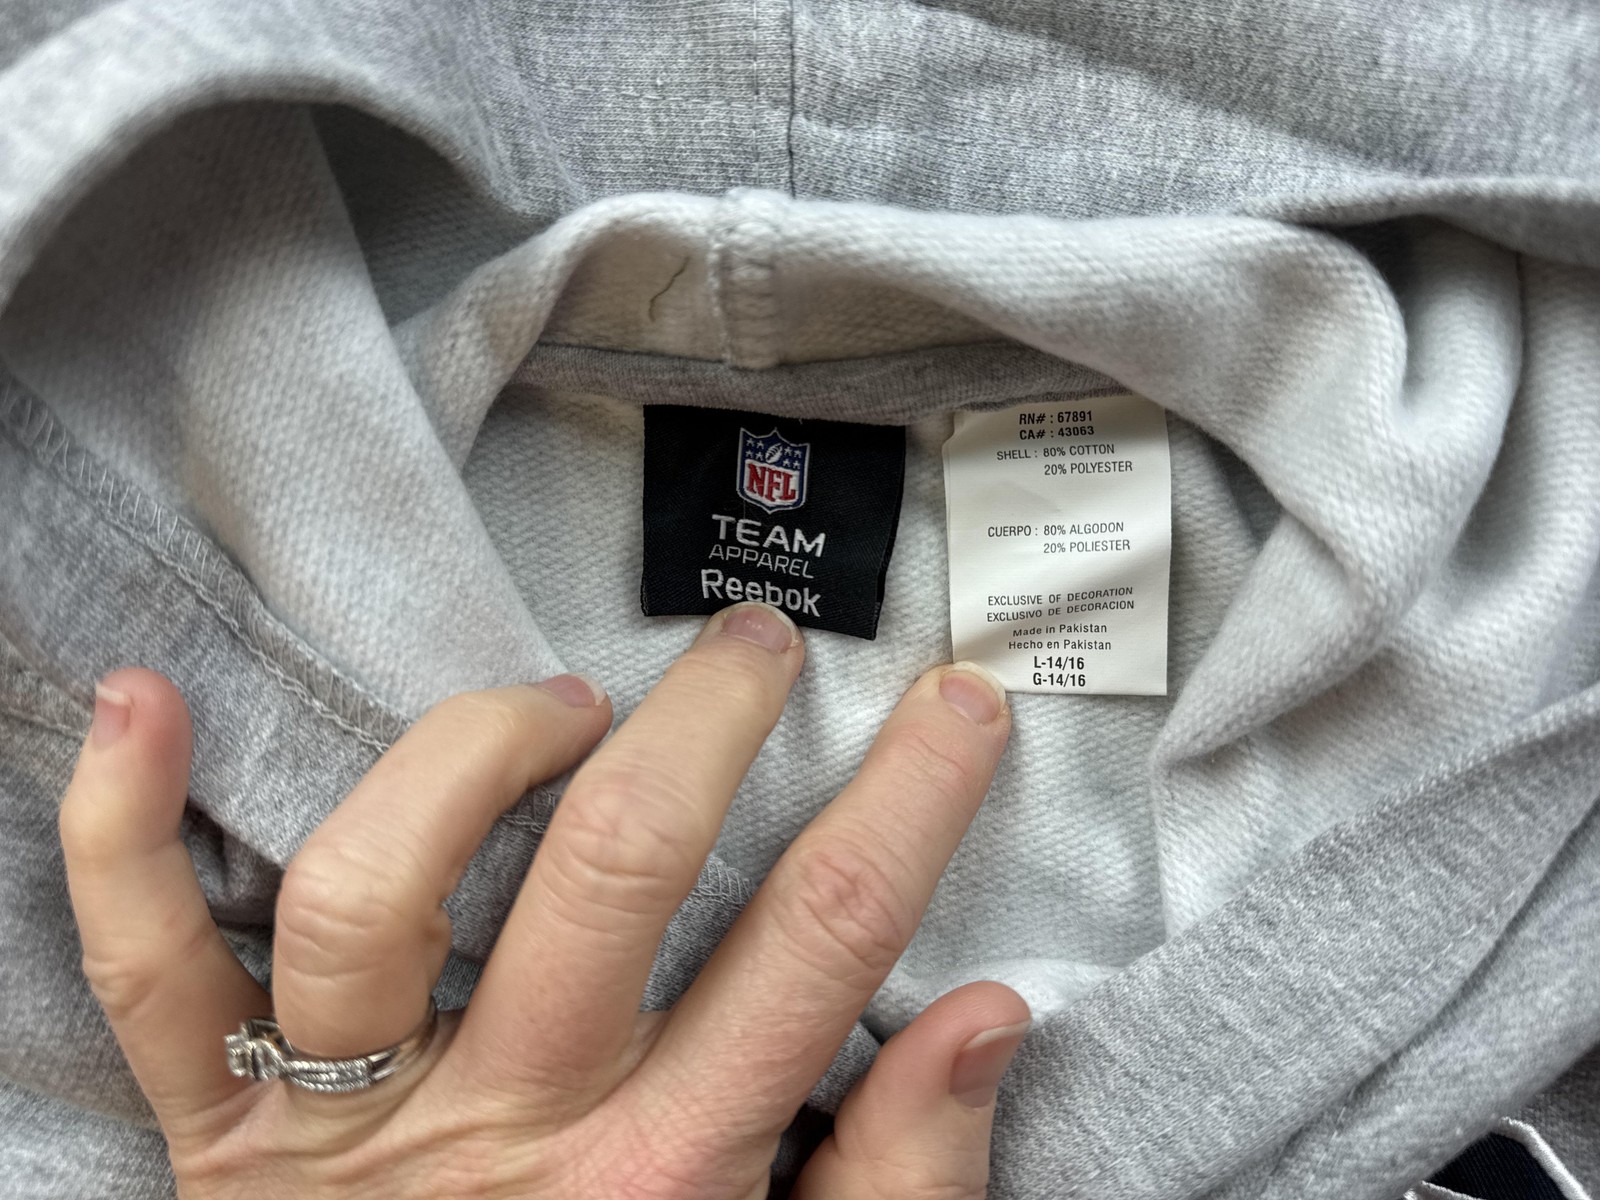 NFL
TEAM
APPAREL
Reebok
RN# : 67891
CA# : 43063
SHELL : 80% COTTON
20% POLYESTER
CUERPO : 80% ALGODON
20% POLIESTER
EXCLUSIVE OF DECORATION
EXCLUSIVO DE DECORACION
Made in Pakistan
Hecho en Pakistan
L-14/16
G-14/16